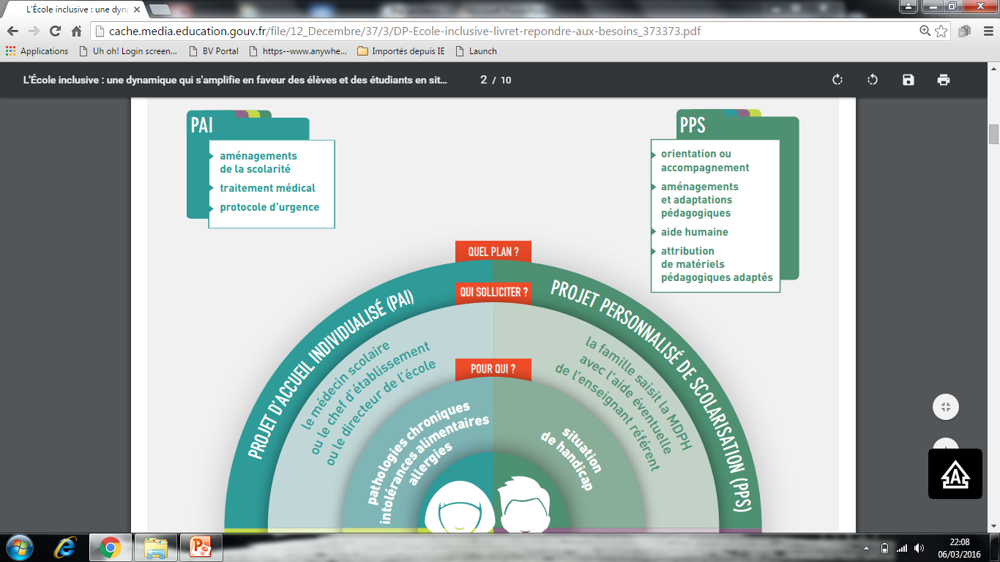 L'École inclusive : une dyna
cache.media.education.gouv.fr/file/12_Decembre/37/3/DP-Ecole-inclusive-livret-repondre-aux-besoins_373373.pdf
Applications
Uh oh! Login screen...
BV Portal
https--www.anywhe...
Importés depuis IE
Launch
L'École inclusive : une dynamique qui s'amplifie en faveur des élèves et des étudiants en sit...
2 / 10
PAI
aménagements
de la scolarité
traitement médical
protocole d'urgence
PPS
orientation ou
accompagnement
aménagements
et adaptations
pédagogiques
aide humaine
attribution
de matériels
pédagogiques adaptés
QUEL PLAN ?
PROJET D'ACCUEIL INDIVIDUALISÉ (PAI)
PROJET PERSONNALISÉ DE SCOLARISATION (PPS)
QUI SOLLICITER ?
le médecin scolaire
ou le chef d'établissement
ou le directeur de l'école
la famille saisit la MDPH
avec l'aide éventuelle
de l'enseignant référent
POUR QUI ?
pathologies chroniques
intolérances alimentaires
allergies
situation
de handicap
A
22:08
06/03/2016